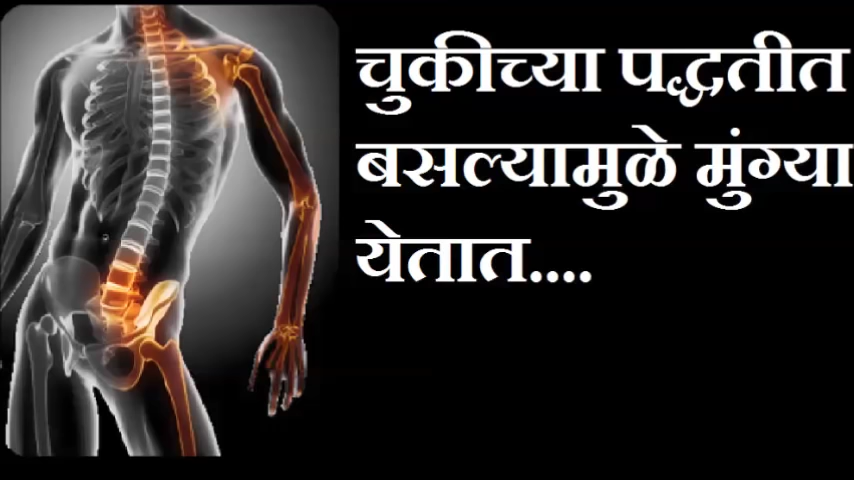 चुकीच्या पद्धतीत
बसल्यामुळे मुंग्या
येतात....